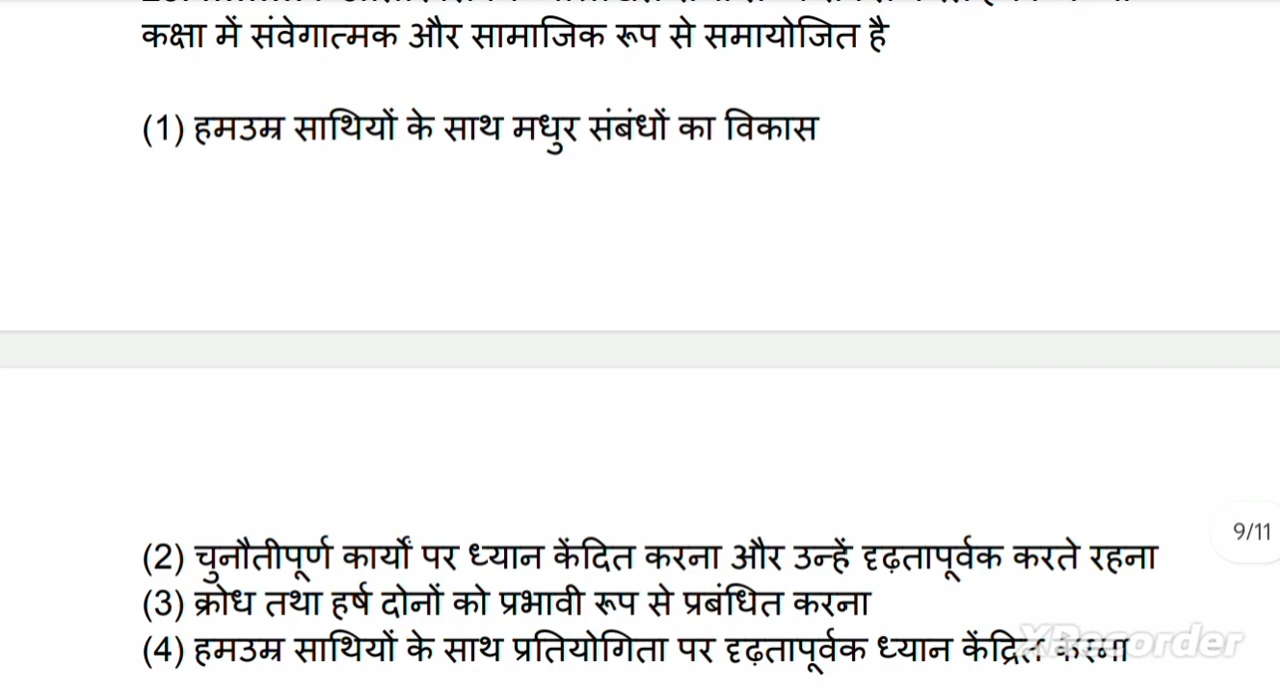 कक्षा में संवेगात्मक और सामाजिक रूप से समायोजित है
(1) हमउम्र साथियों के साथ मधुर संबंधों का विकास
9/11
(2) चुनौतीपूर्ण कार्यों पर ध्यान केंदित करना और उन्हें दृढ़तापूर्वक करते रहना
(3) क्रोध तथा हर्ष दोनों को प्रभावी रूप से प्रबंधित करना
(4) हमउम्र साथियों के साथ प्रतियोगिता पर दृढ़तापूर्वक ध्यान केंद्रित करना
XRecorder